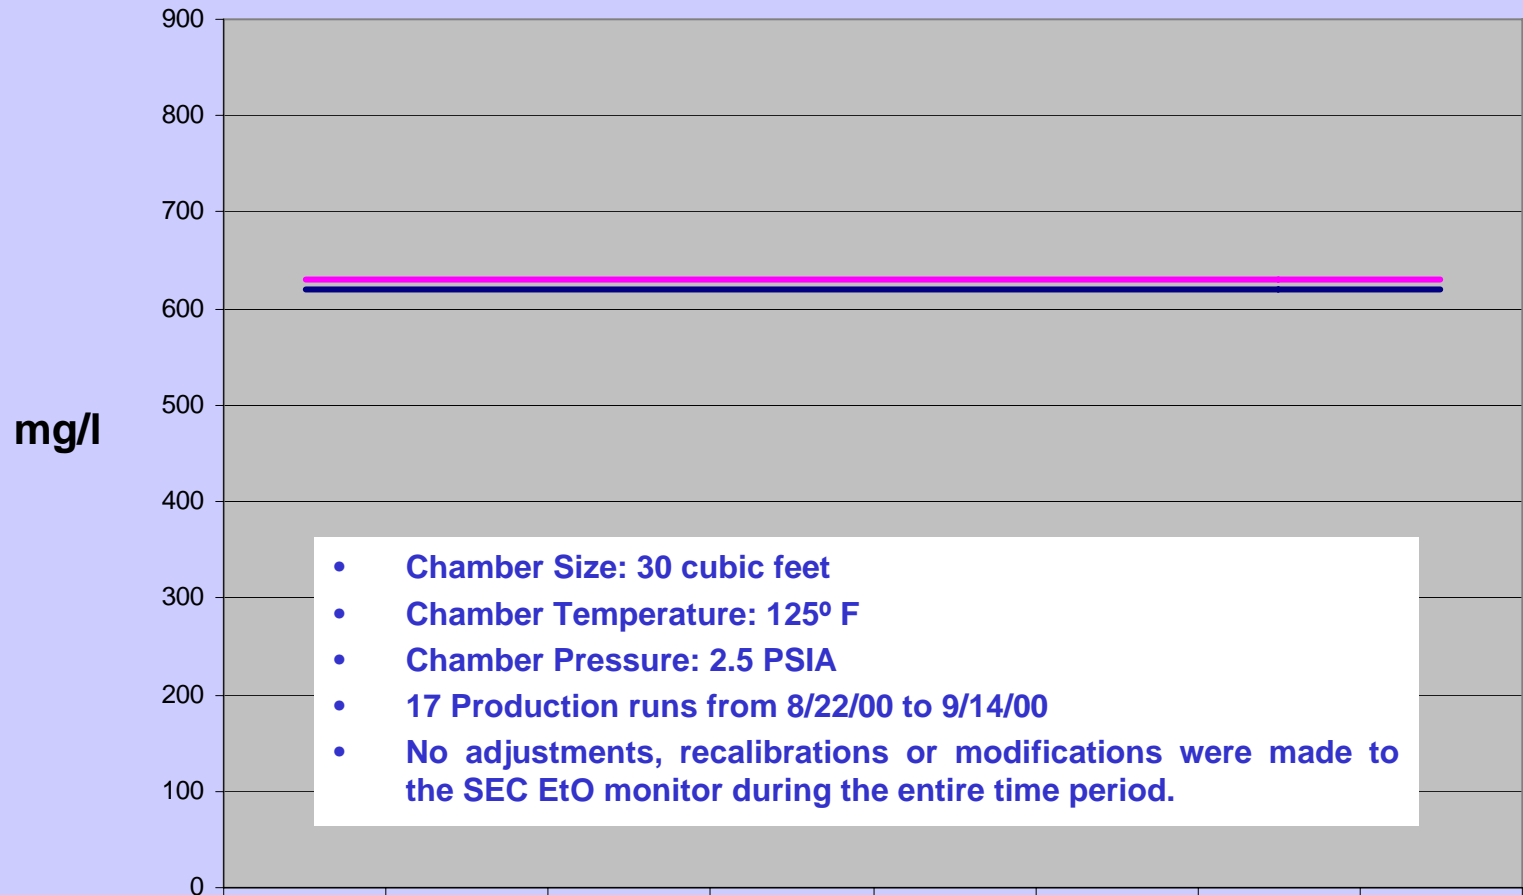 900
800
700
600
500
mg/l
400
300
200
100
0
• Chamber Size: 30 cubic feet
• Chamber Temperature: 125º F
• Chamber Pressure: 2.5 PSIA
• 17 Production runs from 8/22/00 to 9/14/00
• No adjustments, recalibrations or modifications were made to
the SEC EtO monitor during the entire time period.